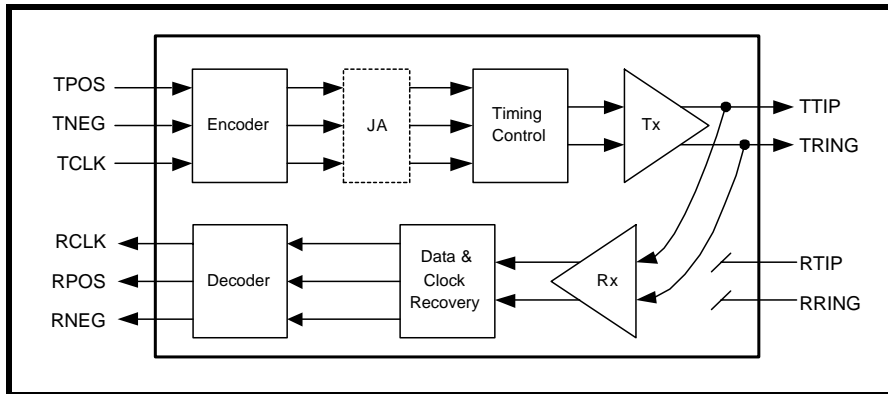 TPOS
TNEG
TCLK
Encoder
JA
Timing
Control
Tx
TTIP
TRING
RCLK
RPOS
RNEG
Decoder
Data &
Clock
Recovery
Rx
RTIP
RRING